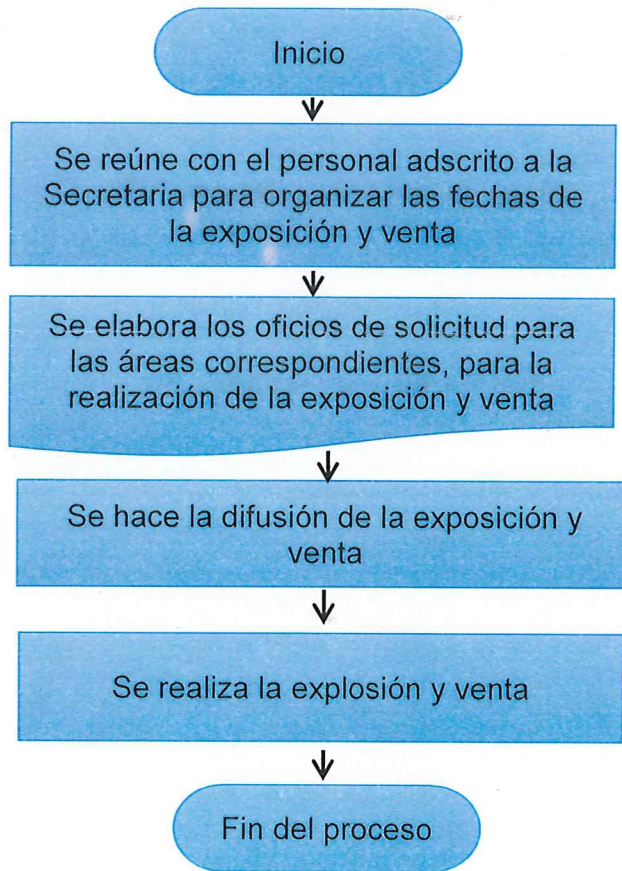 Inicio
Se reúne con el personal adscrito a la
Secretaria para organizar las fechas de
la exposición y venta
Se elabora los oficios de solicitud para
las áreas correspondientes, para la
realización de la exposición y venta
Se hace la difusión de la exposición y
venta
Se realiza la explosión y venta
Fin del proceso